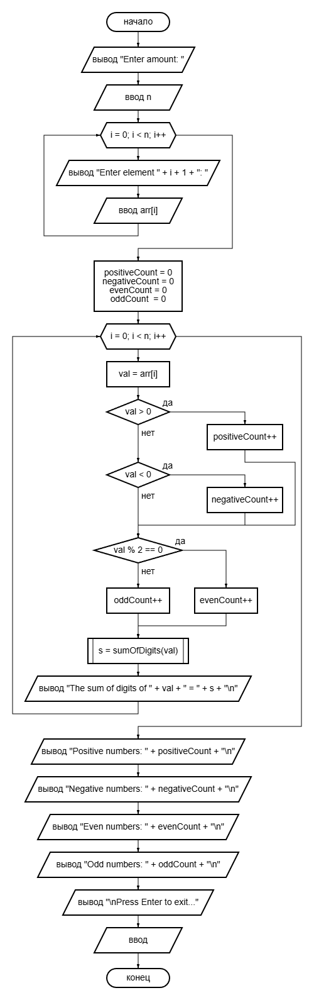 начало
вывод "Enter amount: "
ввод n
i = 0; i < n; i++
вывод "Enter element " + i + 1 + ": "
ввод arr[i]
positiveCount = 0
negativeCount = 0
evenCount = 0
oddCount = 0
i = 0; i < n; i++
val = arr[i]
val > 0
да
нет
positiveCount++
val < 0
да
нет
negativeCount++
val % 2 == 0
да
нет
oddCount++
evenCount++
s = sumOfDigits(val)
вывод "The sum of digits of " + val + " = " + s + "\n"
вывод "Positive numbers: " + positiveCount + "\n"
вывод "Negative numbers: " + negativeCount + "\n"
вывод "Even numbers: " + evenCount + "\n"
вывод "Odd numbers: " + oddCount + "\n"
вывод "\nPress Enter to exit..."
ввод
конец